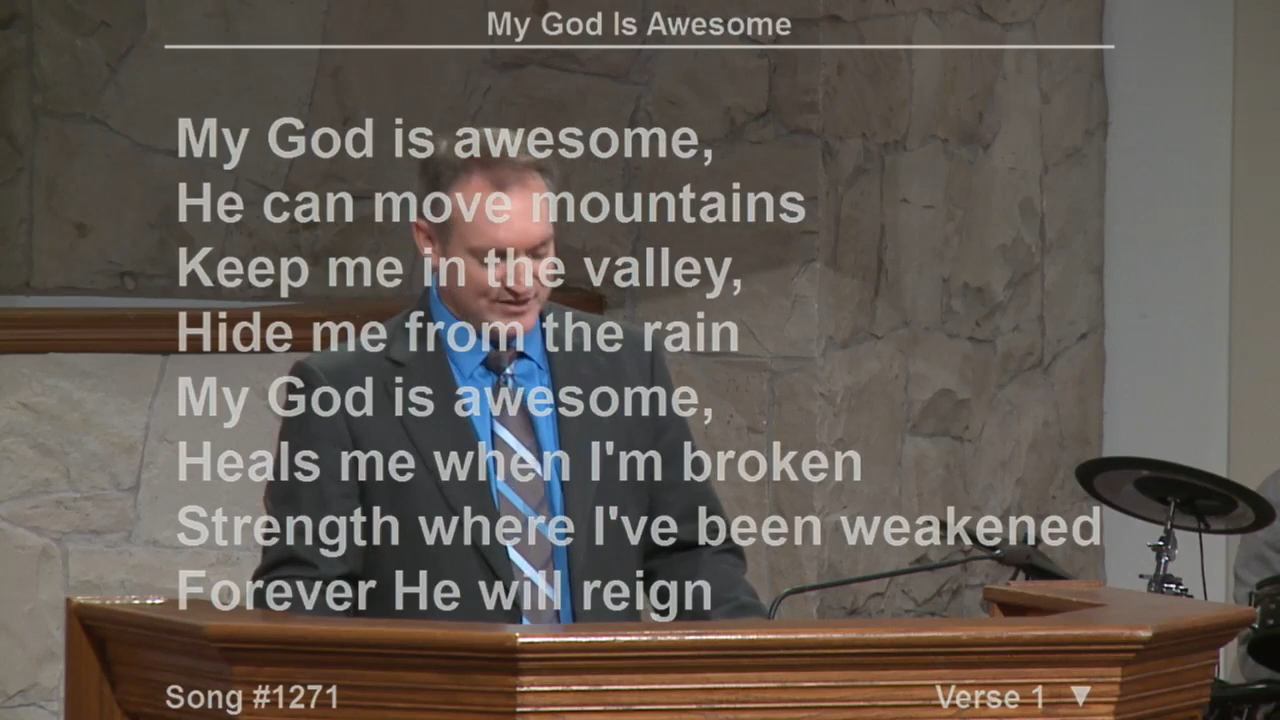 My God Is Awesome
My God is awesome,
He can move mountains
Keep me in the valley,
Hide me from the rain
My God is awesome,
Heals me when I'm broken
Strength where I've been weakened
Forever He will reign
Song #1271
Verse 1 ▼